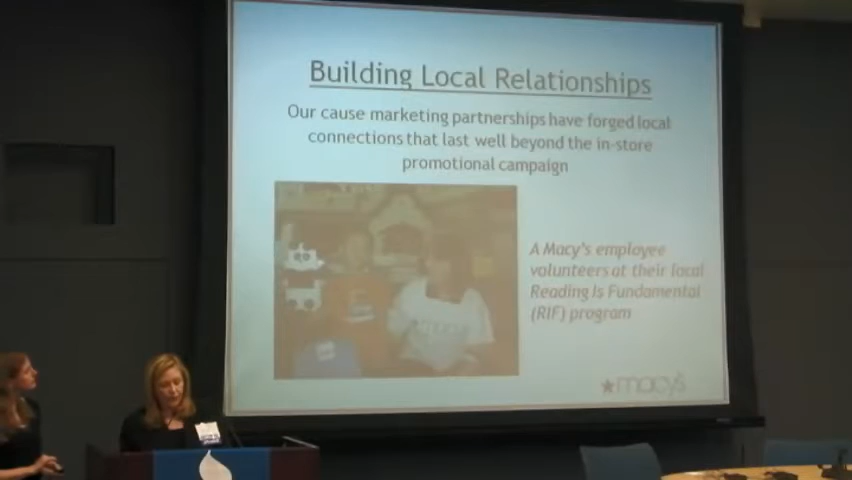 Building Local Relationships
Our cause marketing partnerships have forged local
connections that last well beyond the in-store
promotional campaign
A Macy's employee
volunteers at their local
Reading Is Fundamental
(RIF) program
macy's